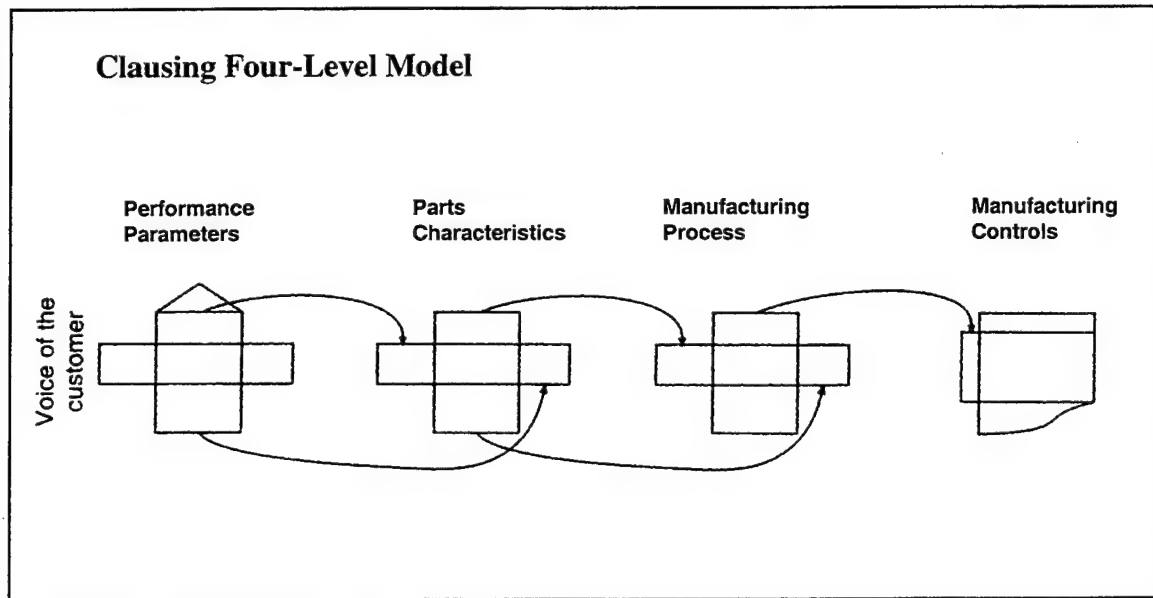 Clausing Four-Level Model
Performance
Parameters
Parts
Characteristics
Manufacturing
Process
Manufacturing
Controls
Voice of the
customer